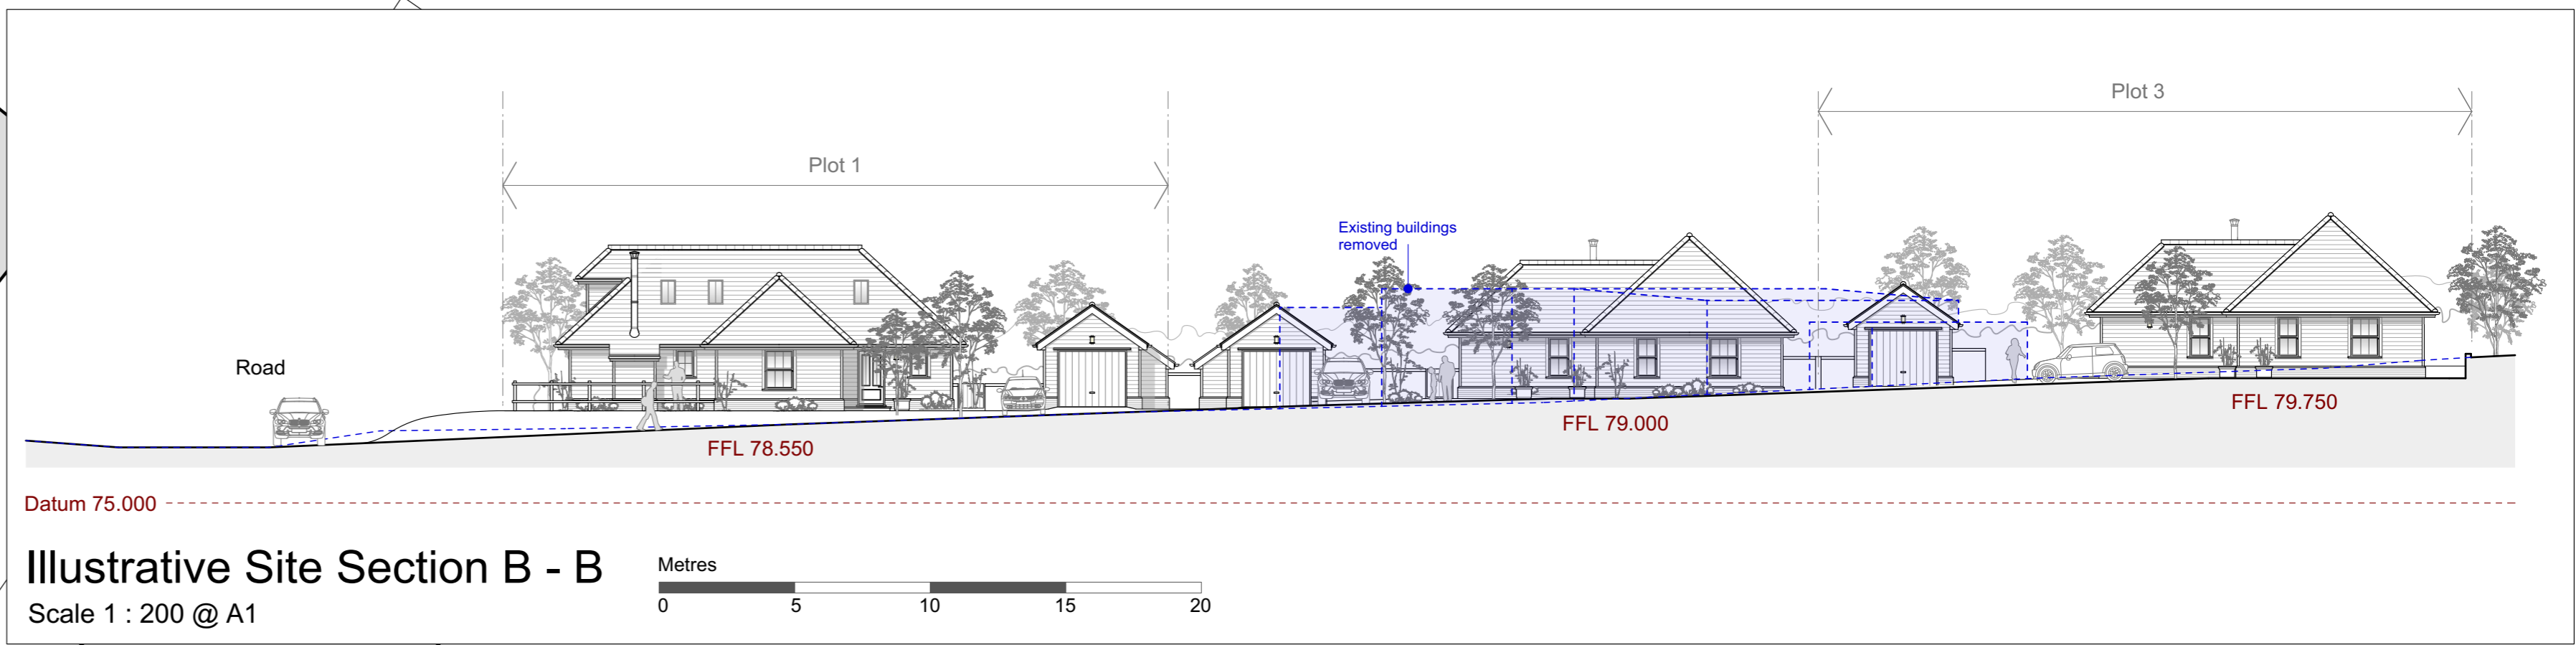 Plot 3
Plot 1
Existing buildings
removed
Road
FFL 78.550
FFL 79.000
FFL 79.750
Datum 75.000
Illustrative Site Section B - B
Scale 1 : 200 @ A1
Metres
0 5 10 15 20